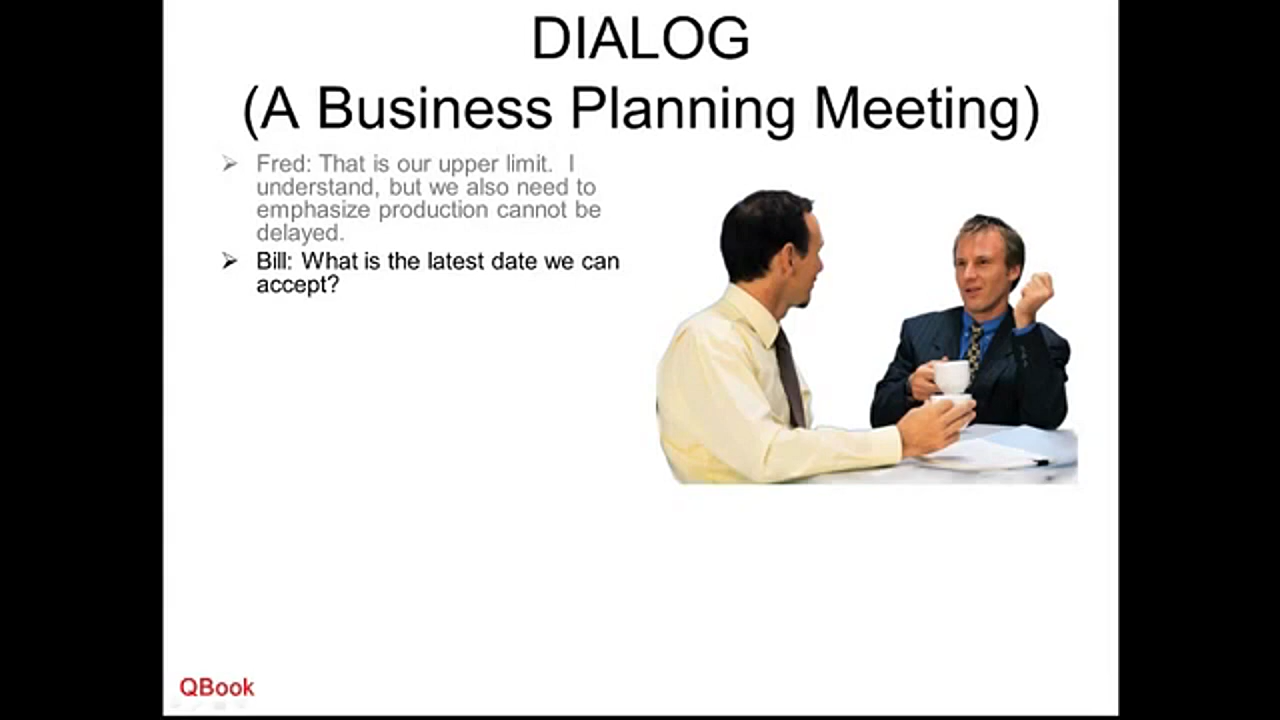 DIALOG
(A Business Planning Meeting)
Fred: That is our upper limit.  I
understand, but we also need to
emphasize production cannot be
delayed.
Bill: What is the latest date we can
accept?
QBook